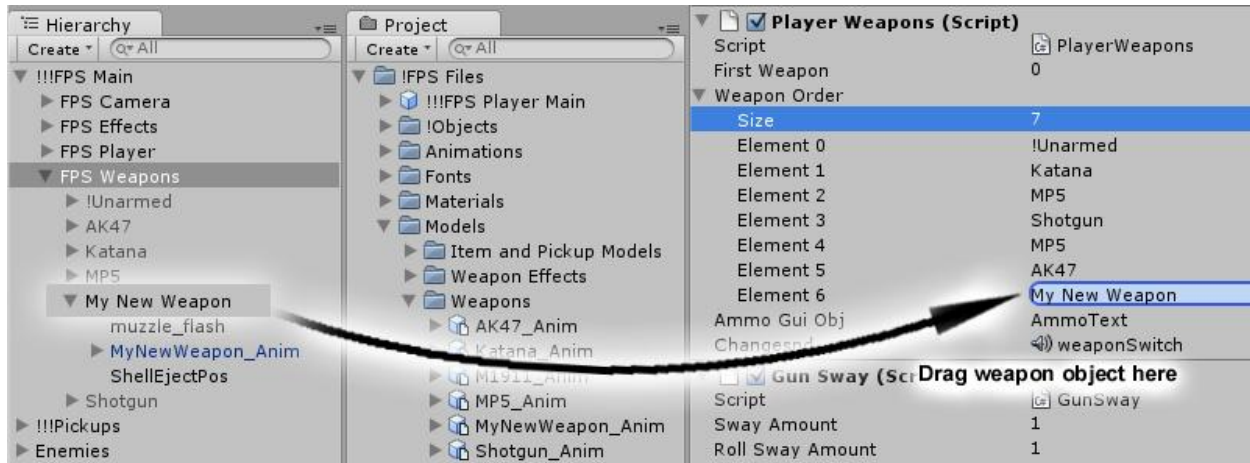 Hierarchy
Create
All
!!!FPS Main
FPS Camera
FPS Effects
FPS Player
FPS Weapons
!Unarmed
AK47
Katana
MP5
My New Weapon
muzzle_flash
MyNewWeapon_Anim
ShellEjectPos
Shotgun
!!!Pickups
Enemies
Project
Create
All
!FPS Files
!!!FPS Player Main
!Objects
Animations
Fonts
Materials
Models
Item and Pickup Models
Weapon Effects
Weapons
AK47_Anim
Katana_Anim
M1911_Anim
MP5_Anim
MyNewWeapon_Anim
Shotgun_Anim
Player Weapons (Script)
Script PlayerWeapons
First Weapon 0
Weapon Order
Size 7
Element 0 !Unarmed
Element 1 Katana
Element 2 MP5
Element 3 Shotgun
Element 4 MP5
Element 5 AK47
Element 6 My New Weapon
Ammo Gui Obj AmmoText
Changesnd weaponSwitch
Gun Sway (Scr
Drag weapon object here
Script GunSway
Sway Amount 1
Roll Sway Amount 1